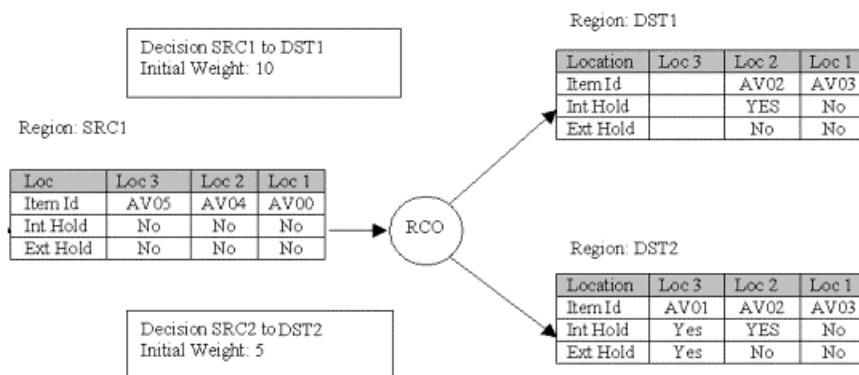 Decision SRC1 to DST1
Initial Weight: 10
Region: DST1
Location Loc 3 Loc 2 Loc 1
Item Id AV02 AV03
Int Hold YES No
Ext Hold No No
Region: SRC1
Loc Loc 3 Loc 2 Loc 1
Item Id AV05 AV04 AV00
Int Hold No No No
Ext Hold No No No
RCO
Region: DST2
Location Loc 3 Loc 2 Loc 1
Item Id AV01 AV02 AV03
Int Hold Yes YES No
Ext Hold Yes No No
Decision SRC2 to DST2
Initial Weight: 5